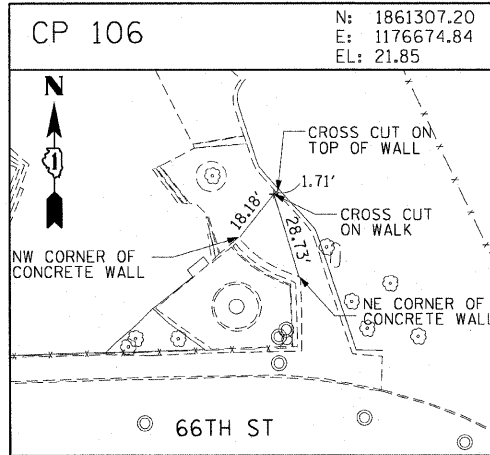 CP 106
N: 1861307.20
E: 1176674.84
EL: 21.85
N
1
CROSS CUT ON
TOP OF WALL
1.71'
18.18'
CROSS CUT
ON WALK
28.73'
NW CORNER OF
CONCRETE WALL
NE CORNER OF
CONCRETE WALL
66TH ST